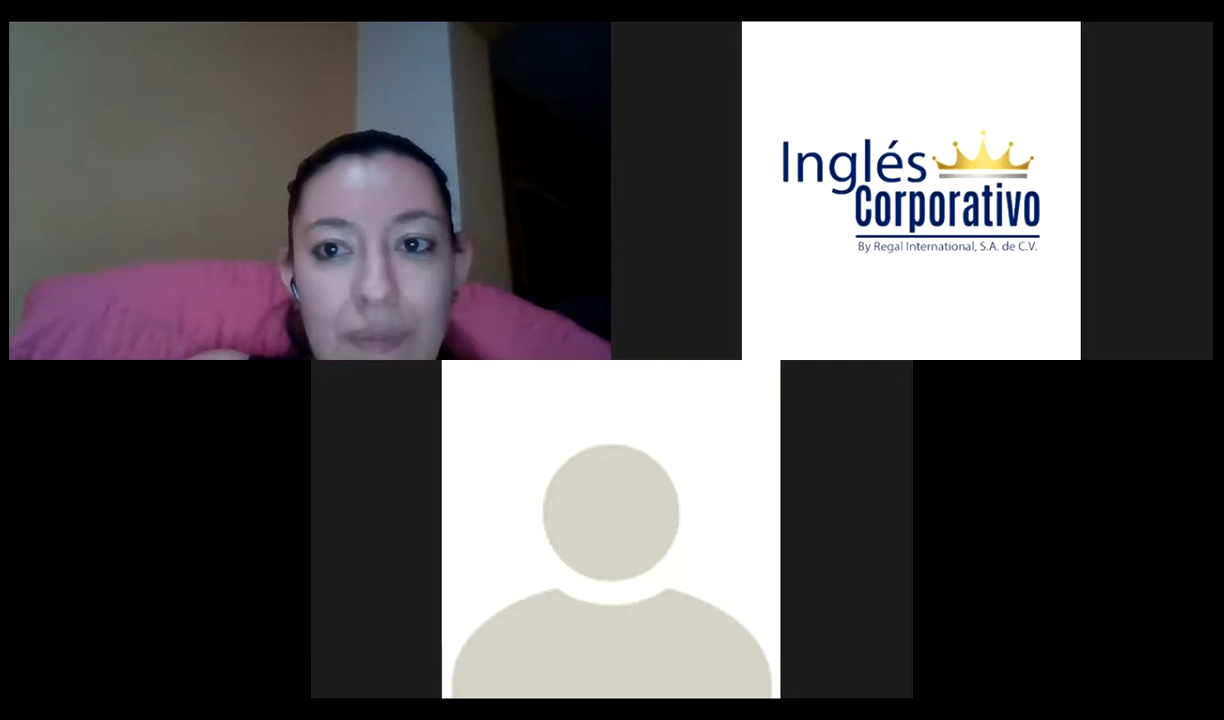 Inglés
Corporativo
By Regal International, S.A. de C.V.